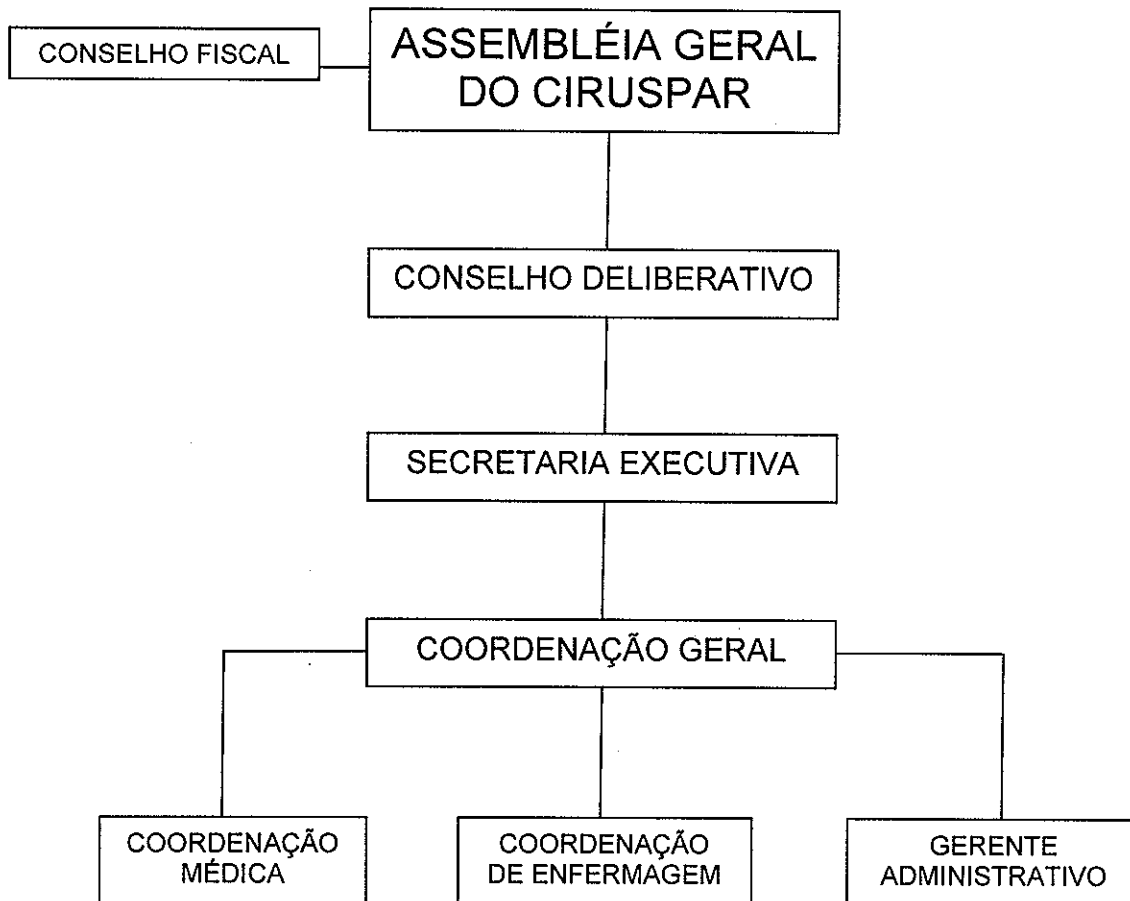 CONSELHO FISCAL
ASSEMBLÉIA GERAL
DO CIRUSPAR
CONSELHO DELIBERATIVO
SECRETARIA EXECUTIVA
COORDENAÇÃO GERAL
COORDENAÇÃO
MÉDICA
COORDENAÇÃO
DE ENFERMAGEM
GERENTE
ADMINISTRATIVO